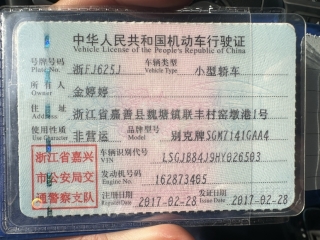 中华人民共和国机动车行驶证
Vehicle License of the People's Republic of China
号牌号码 浙FJ625J 车辆类型 小型轿车
Plate No. Vehicle Type
所有人 金婷婷
Owner
住址 浙江省嘉善县魏塘镇联丰村窑墩港1号
Address
使用性质 非营运 品牌型号 别克牌SGM7141GAA4
Use Character Model
浙江省嘉兴
市公安局交
通警察支队
车辆识别代号 LSGJB84J9HY026503
VIN
发动机号码 162873405
Engine No.
注册日期 2017-02-28 发证日期 2017-02-28
Register Date Issue Date